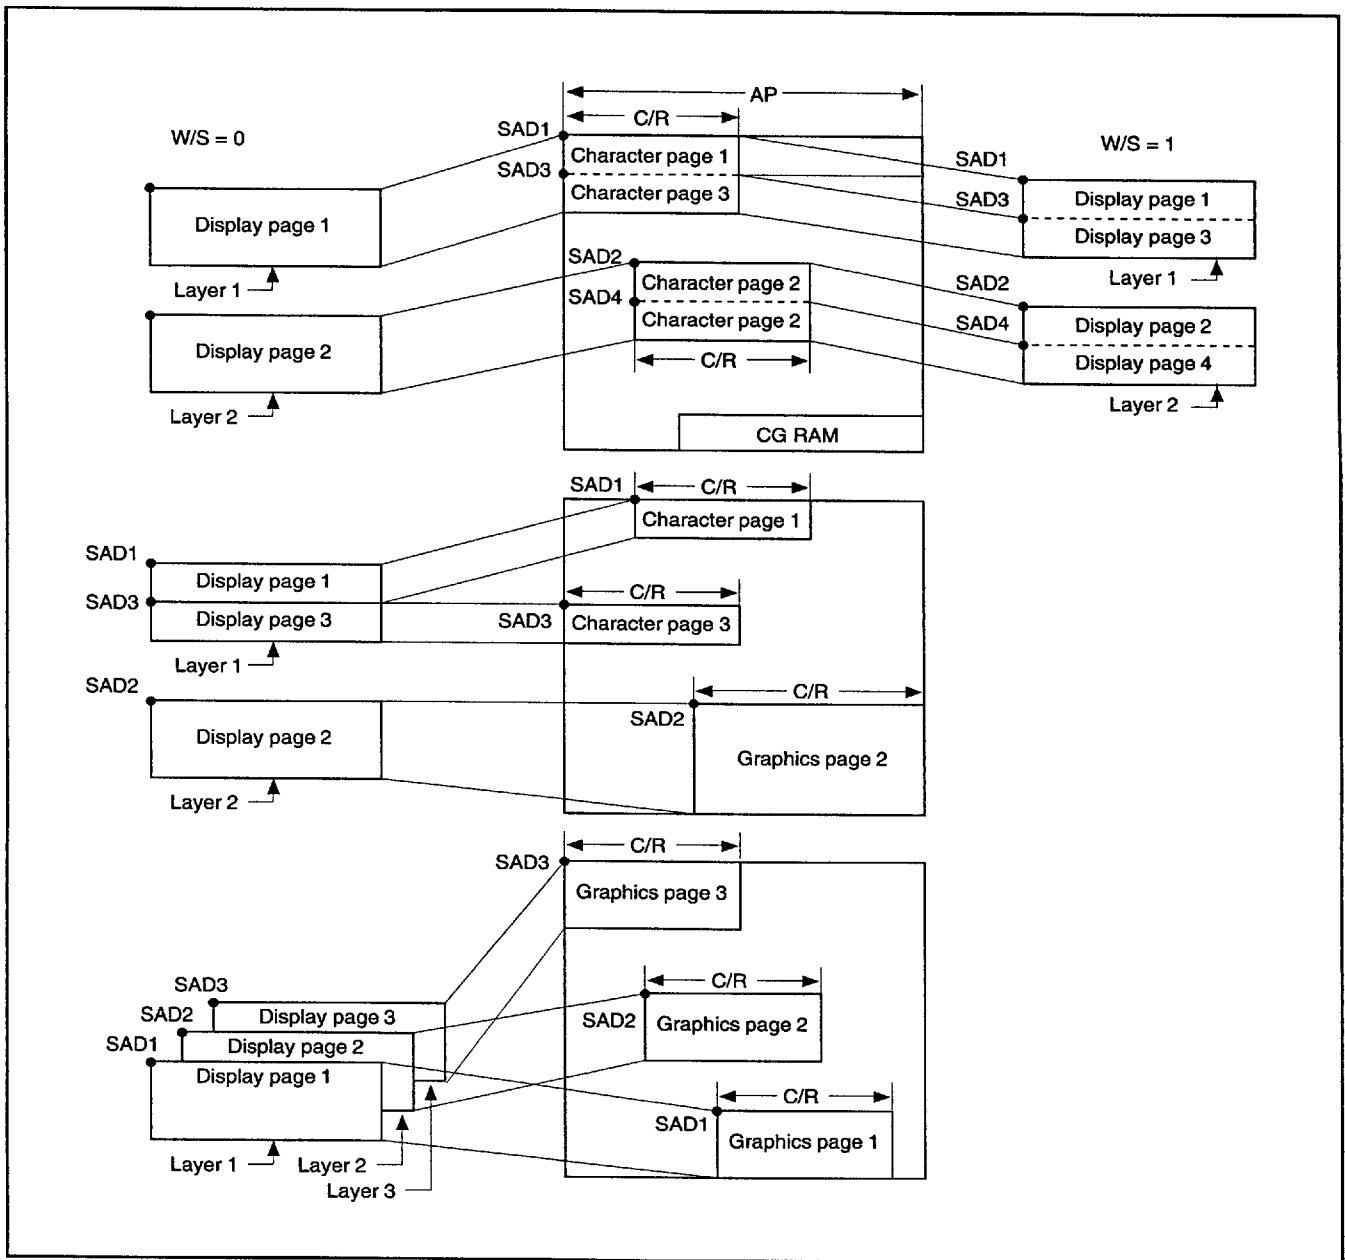 AP
C/R
W/S = 0
SAD1
W/S = 1
Character page 1
SAD1
SAD3
Character page 3
SAD3
Display page 1
Display page 1
Display page 3
Layer 1
SAD2
Layer 1
Character page 2
SAD2
SAD4
Character page 2
SAD4
Display page 2
Display page 2
C/R
Display page 4
Layer 2
Layer 2
CG RAM
SAD1
C/R
Character page 1
SAD1
Display page 1
C/R
SAD3
Display page 3
SAD3
Character page 3
Layer 1
SAD2
C/R
SAD2
Display page 2
Graphics page 2
Layer 2
C/R
SAD3
Graphics page 3
C/R
SAD3
SAD2
Display page 3
SAD2
Graphics page 2
SAD1
Display page 2
Display page 1
C/R
SAD1
Graphics page 1
Layer 1
Layer 2
Layer 3